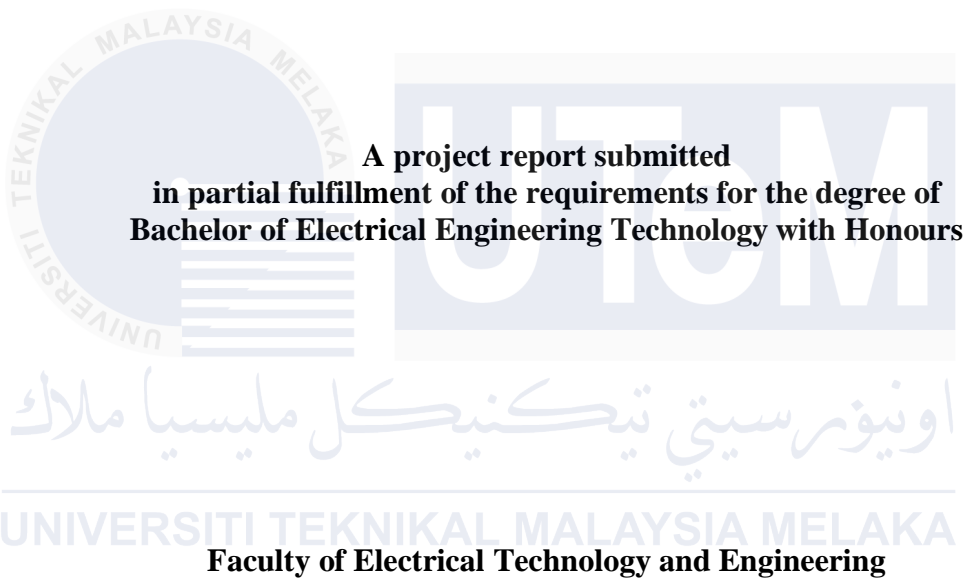 UNIVERSITI TEKNIKAL MALAYSIA MELAKA
UTeM
A project report submitted
in partial fulfillment of the requirements for the degree of
Bachelor of Electrical Engineering Technology with Honours
اونيۏرسيتي تيكنيكل مليسيا ملاك
UNIVERSITI TEKNIKAL MALAYSIA MELAKA
Faculty of Electrical Technology and Engineering